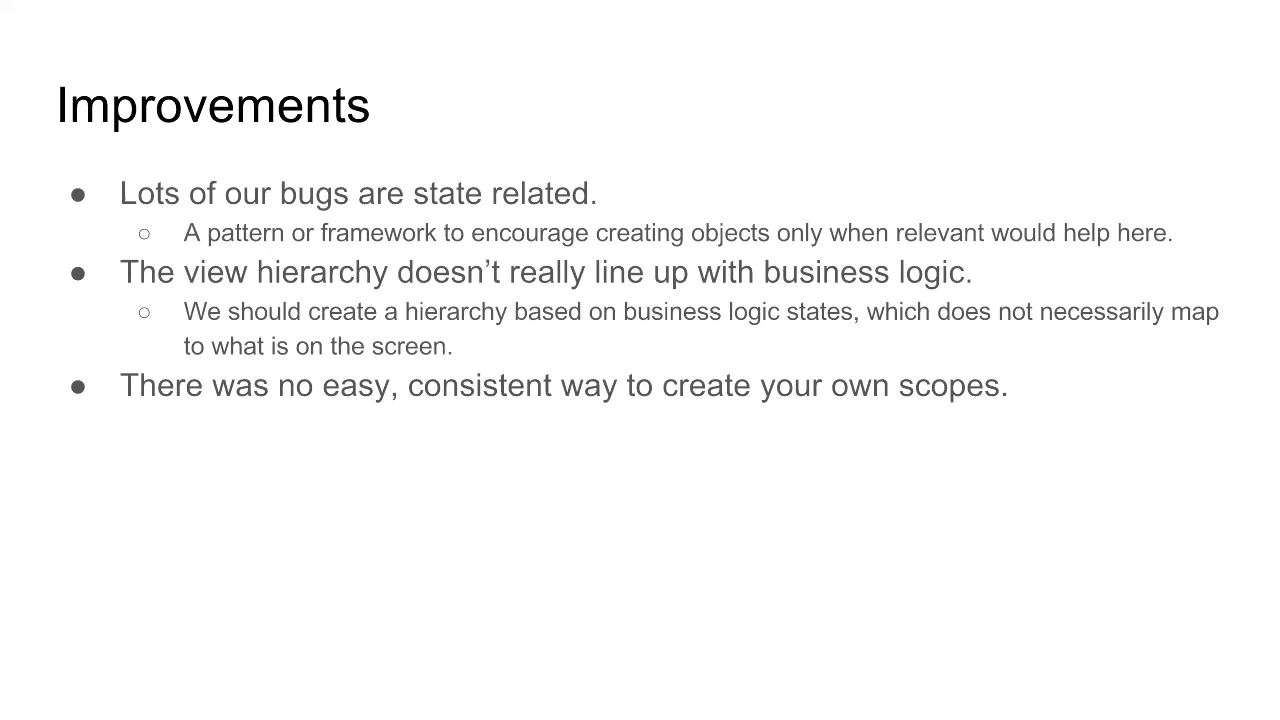 Improvements
● Lots of our bugs are state related.
○ A pattern or framework to encourage creating objects only when relevant would help here.
● The view hierarchy doesn’t really line up with business logic.
○ We should create a hierarchy based on business logic states, which does not necessarily map
to what is on the screen.
● There was no easy, consistent way to create your own scopes.